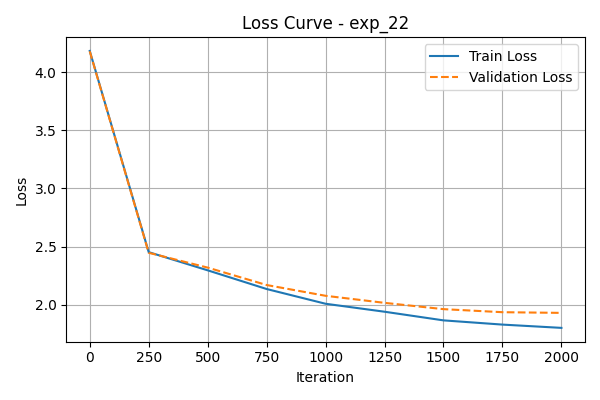 Loss Curve - exp_22
Train Loss
Validation Loss
Loss
4.0
3.5
3.0
2.5
2.0
0 250 500 750 1000 1250 1500 1750 2000
Iteration